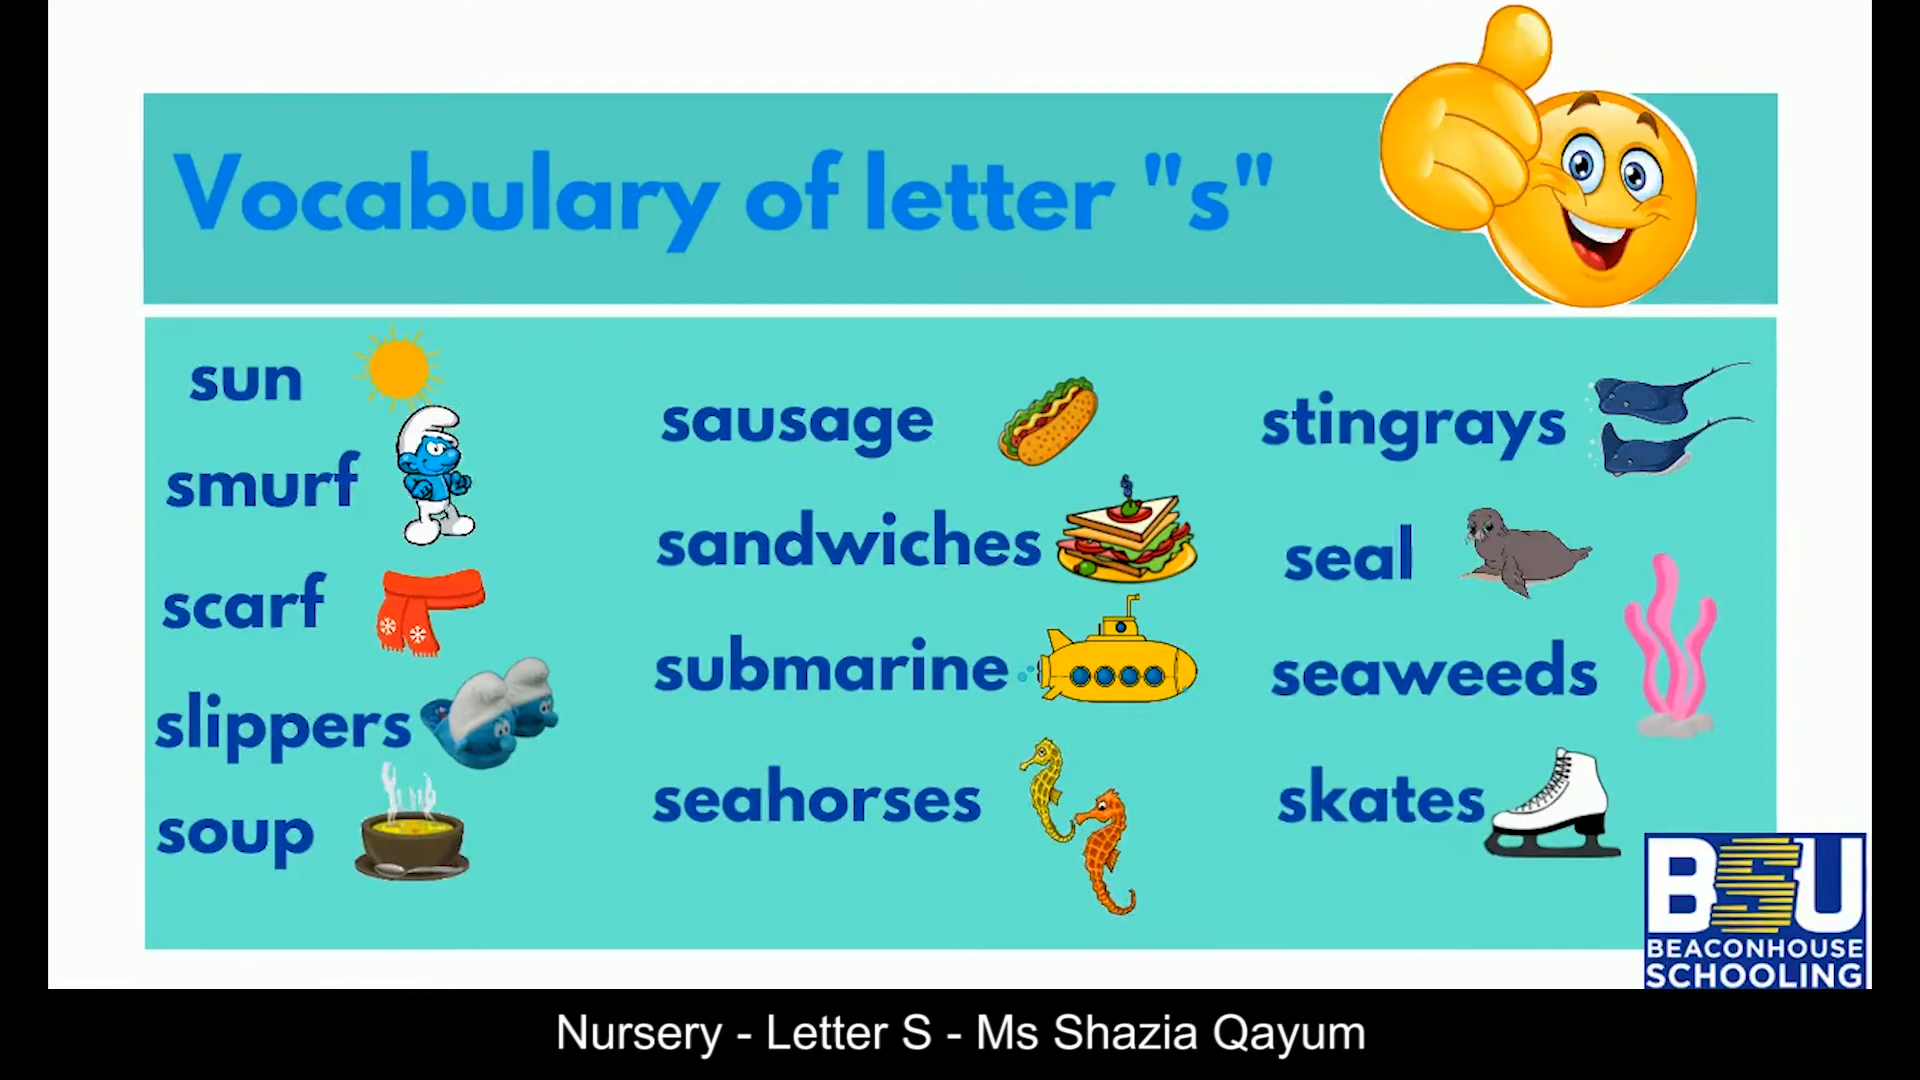 Vocabulary of letter "s"
sun
smurf
scarf
slippers
soup
sausage
sandwiches
submarine
seahorses
stingrays
seal
seaweeds
skates
BSU
BEACONHOUSE
SCHOOLING
Nursery - Letter S - Ms Shazia Qayum